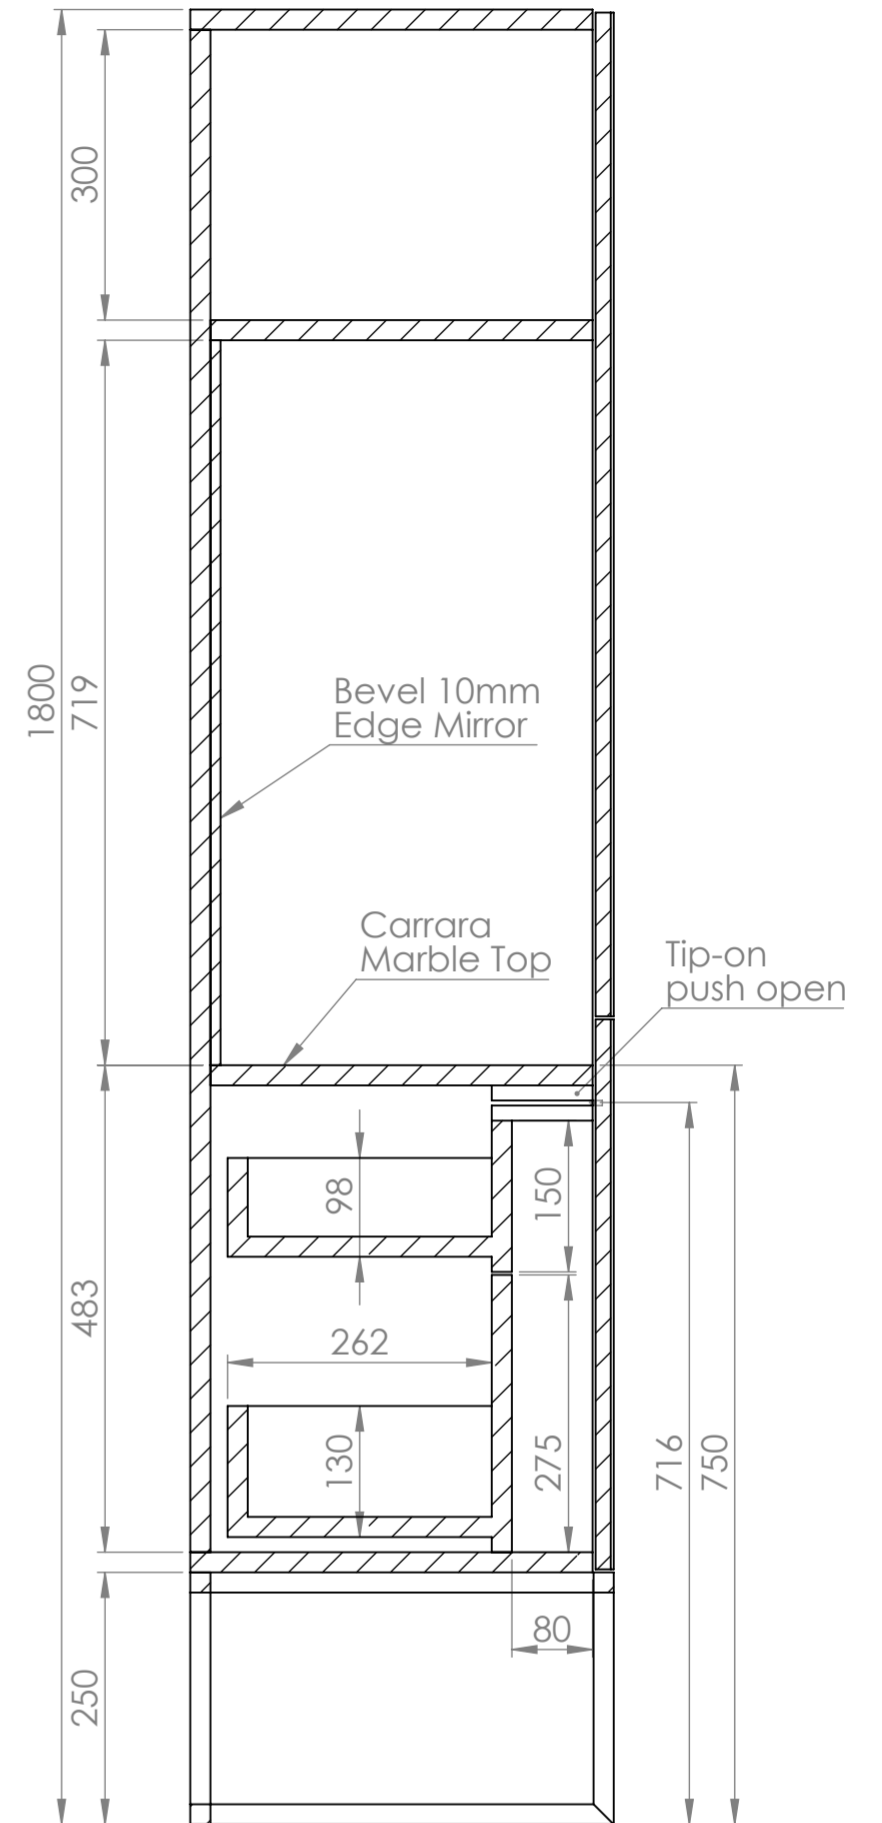 300
1800
719
Bevel 10mm
Edge Mirror
Carrara
Marble Top
Tip-on
push open
98
150
483
262
130
275
716
750
80
250